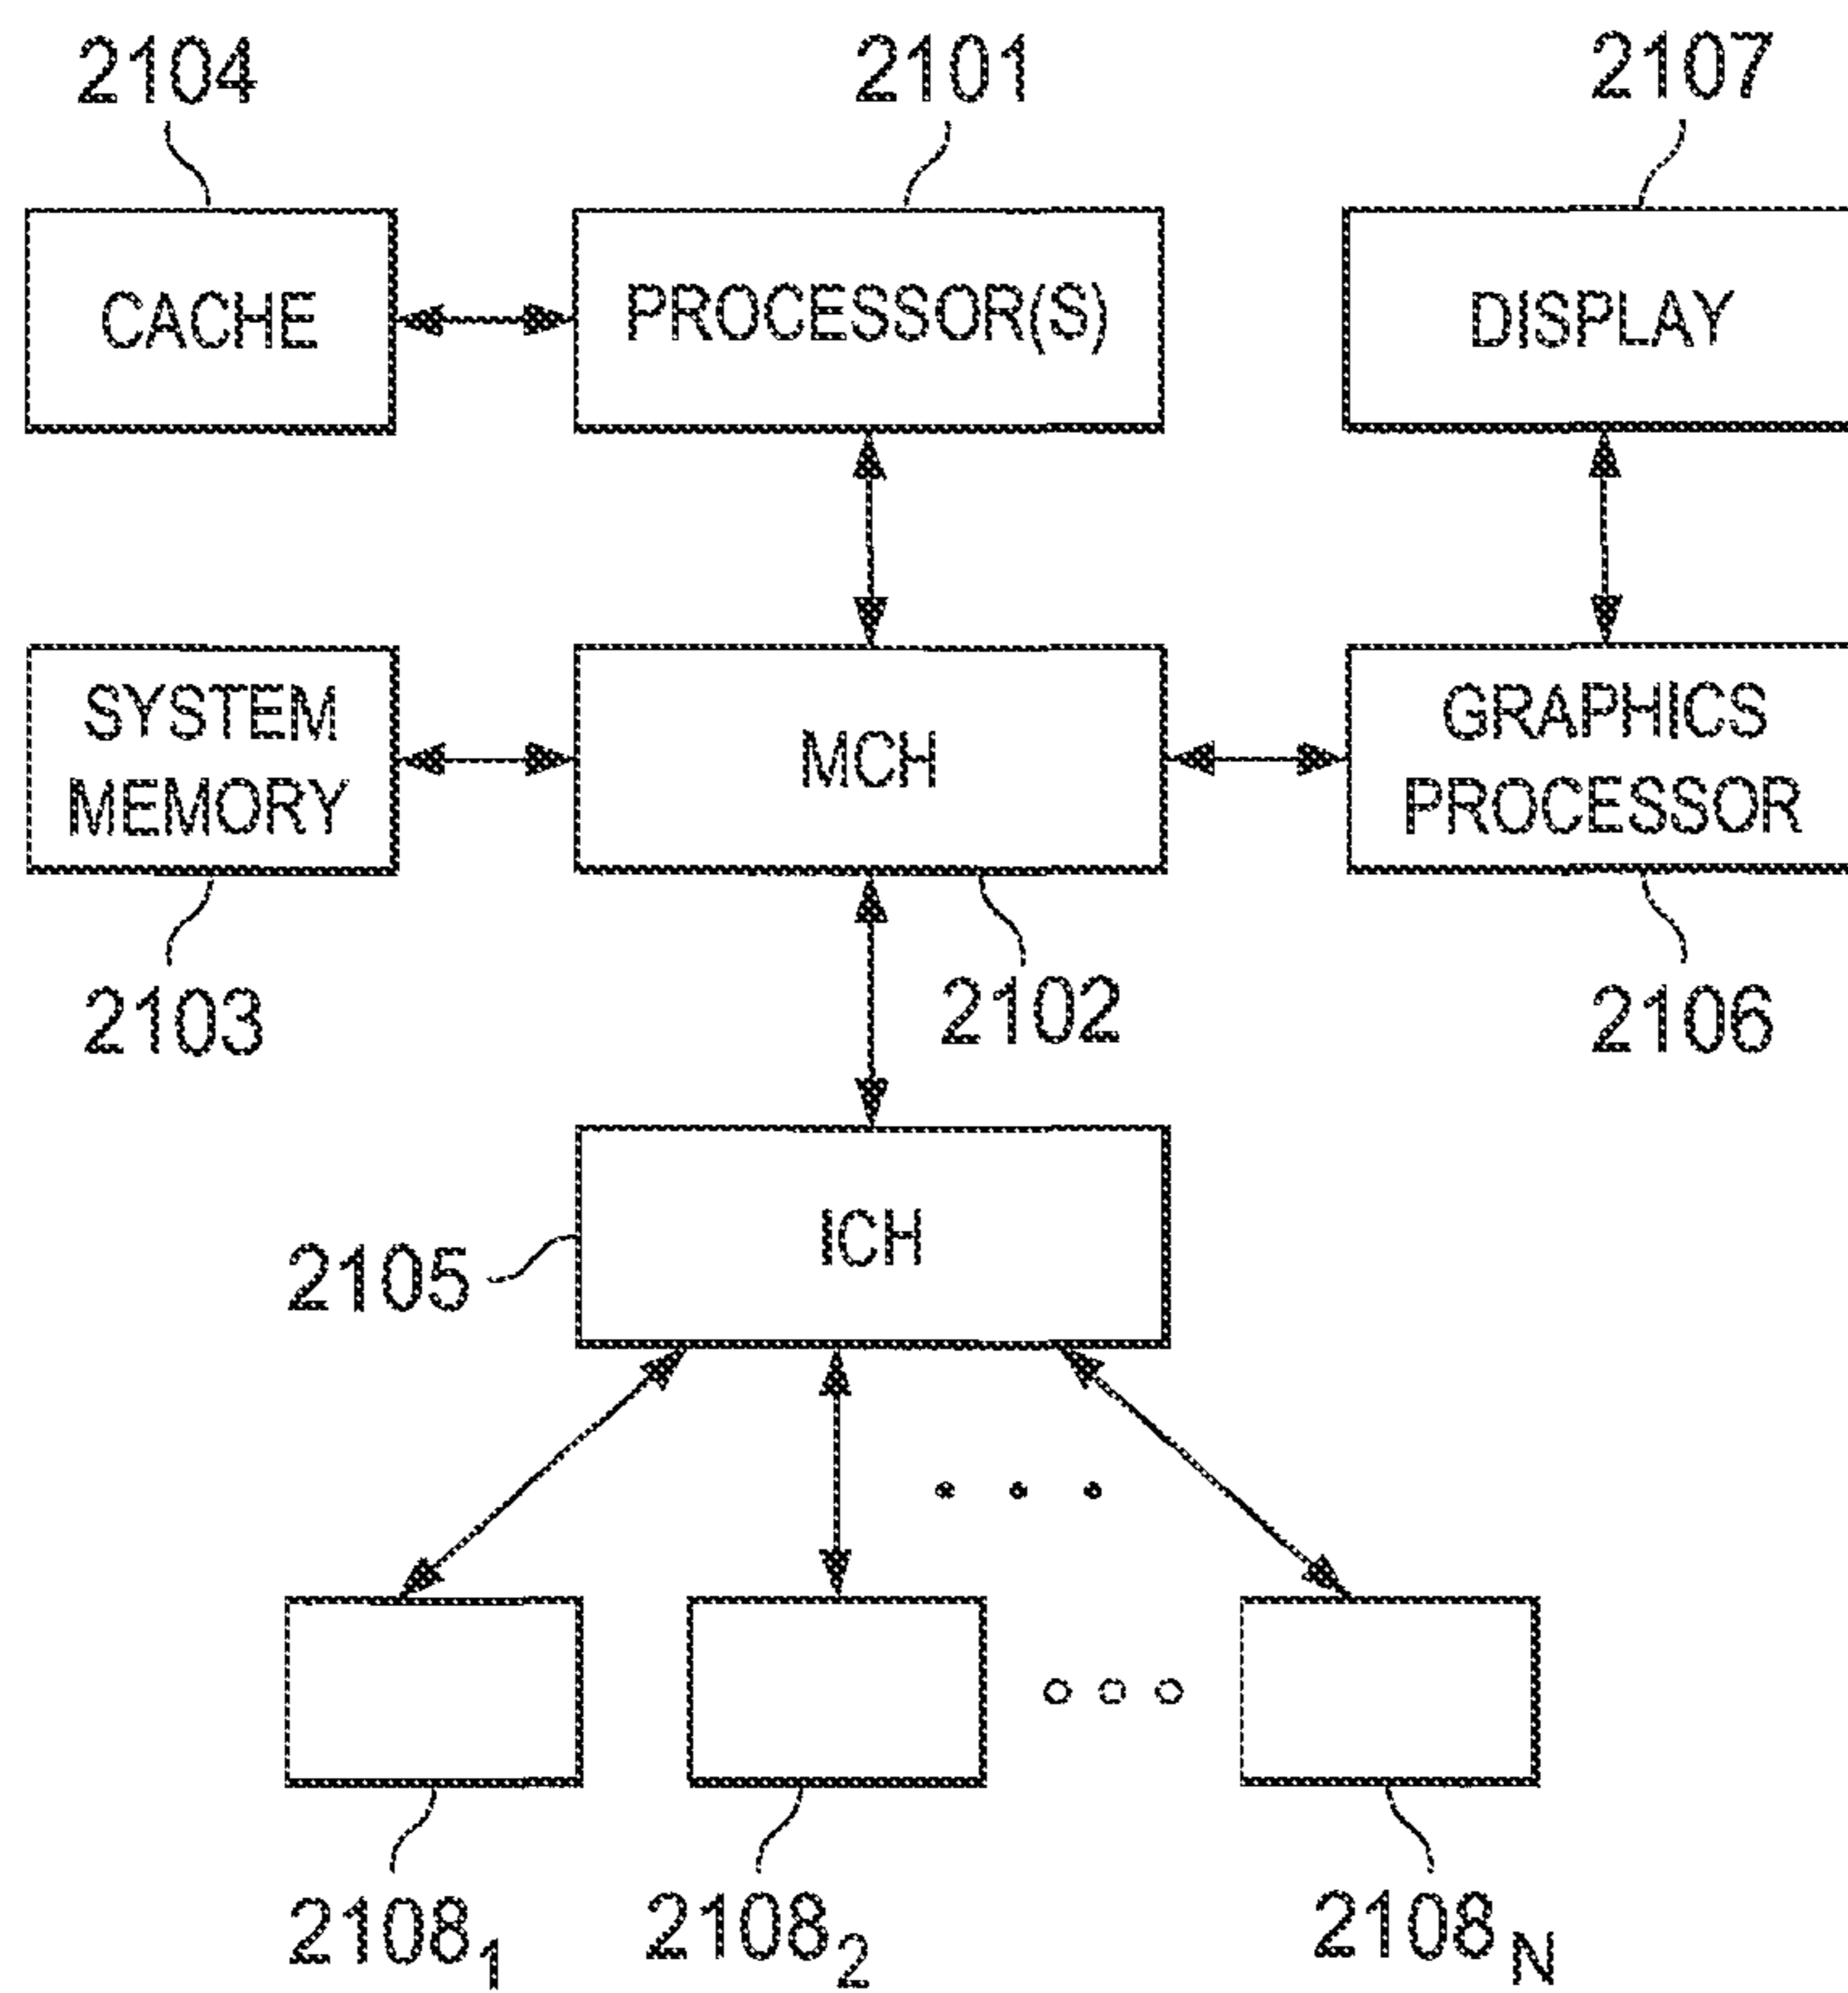 2104
2101
2107
CACHE
PROCESSOR(S)
DISPLAY
SYSTEM
MEMORY
MCH
GRAPHICS
PROCESSOR
2103
2102
2106
ICH
2105
2108₁
2108₂
2108N